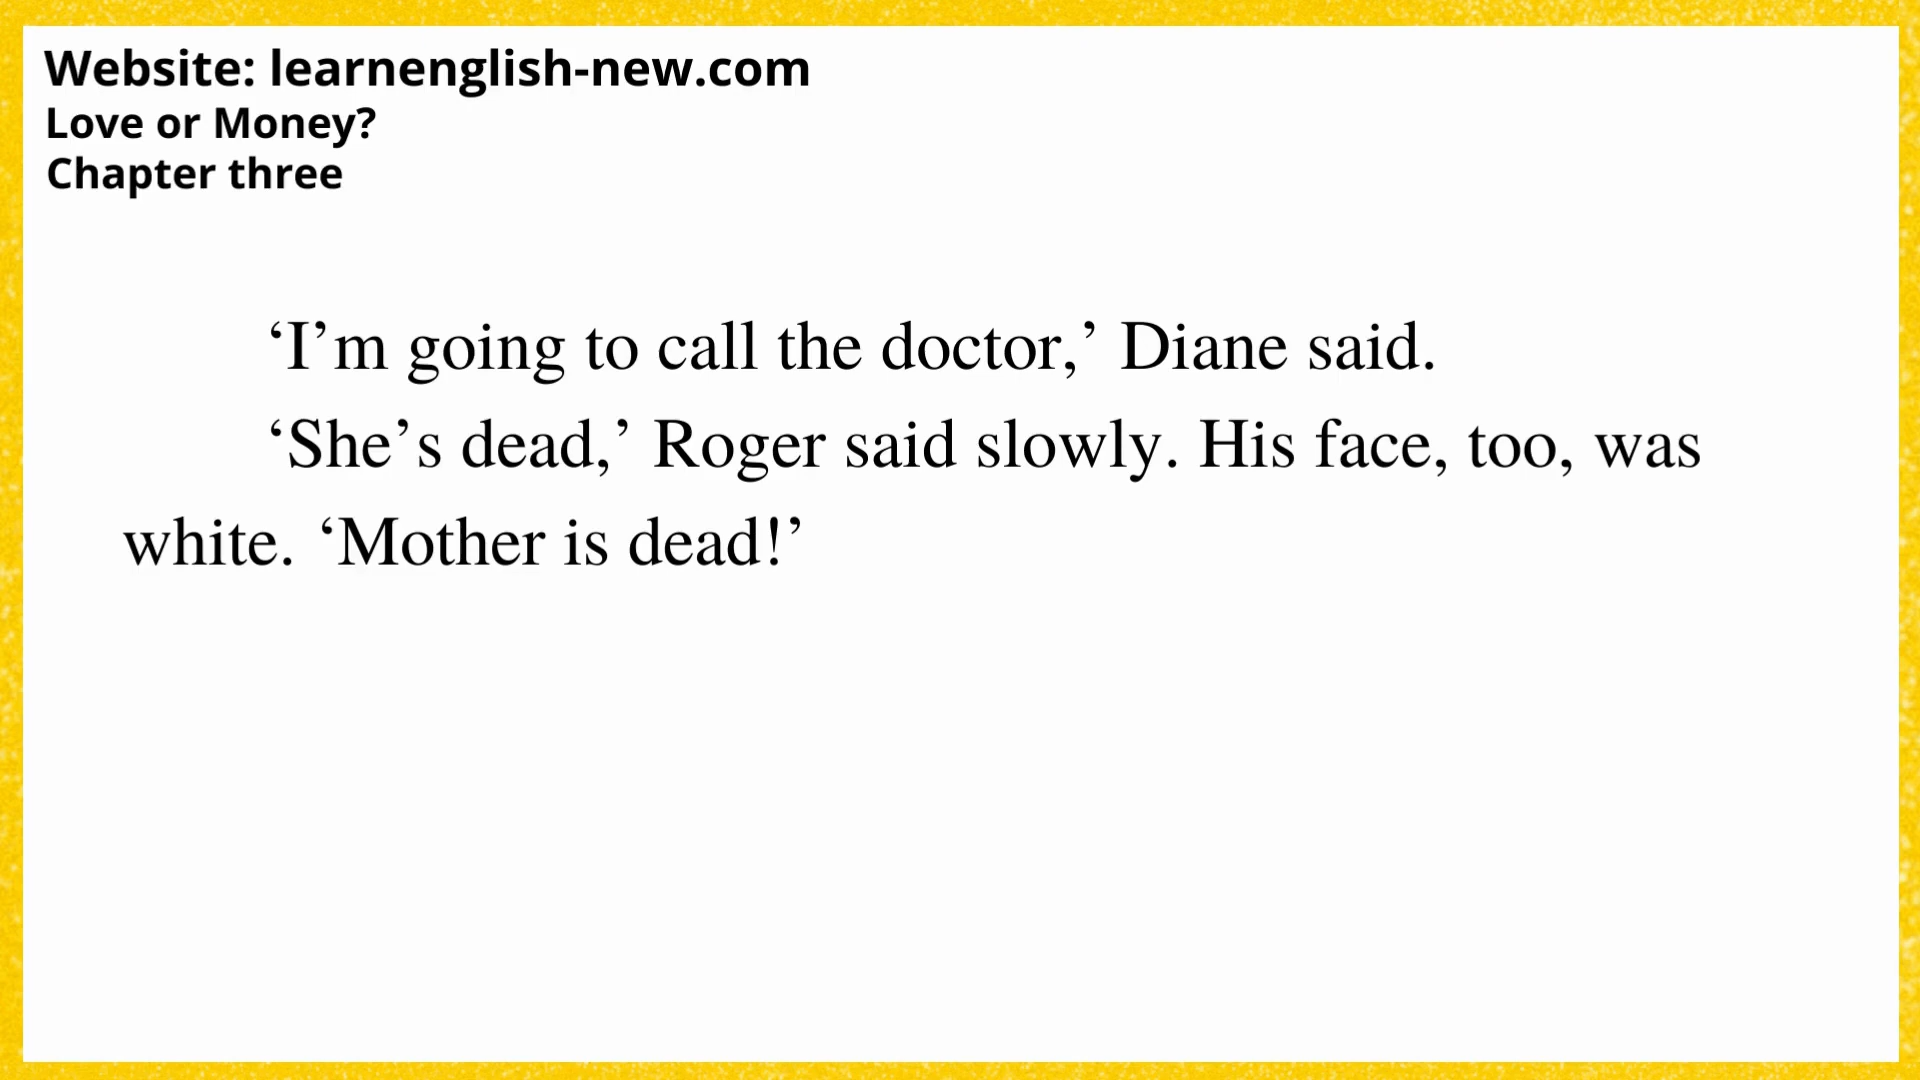 Website: learnenglish-new.com
Love or Money?
Chapter three
‘I’m going to call the doctor,’ Diane said.
‘She’s dead,’ Roger said slowly. His face, too, was
white. ‘Mother is dead!’